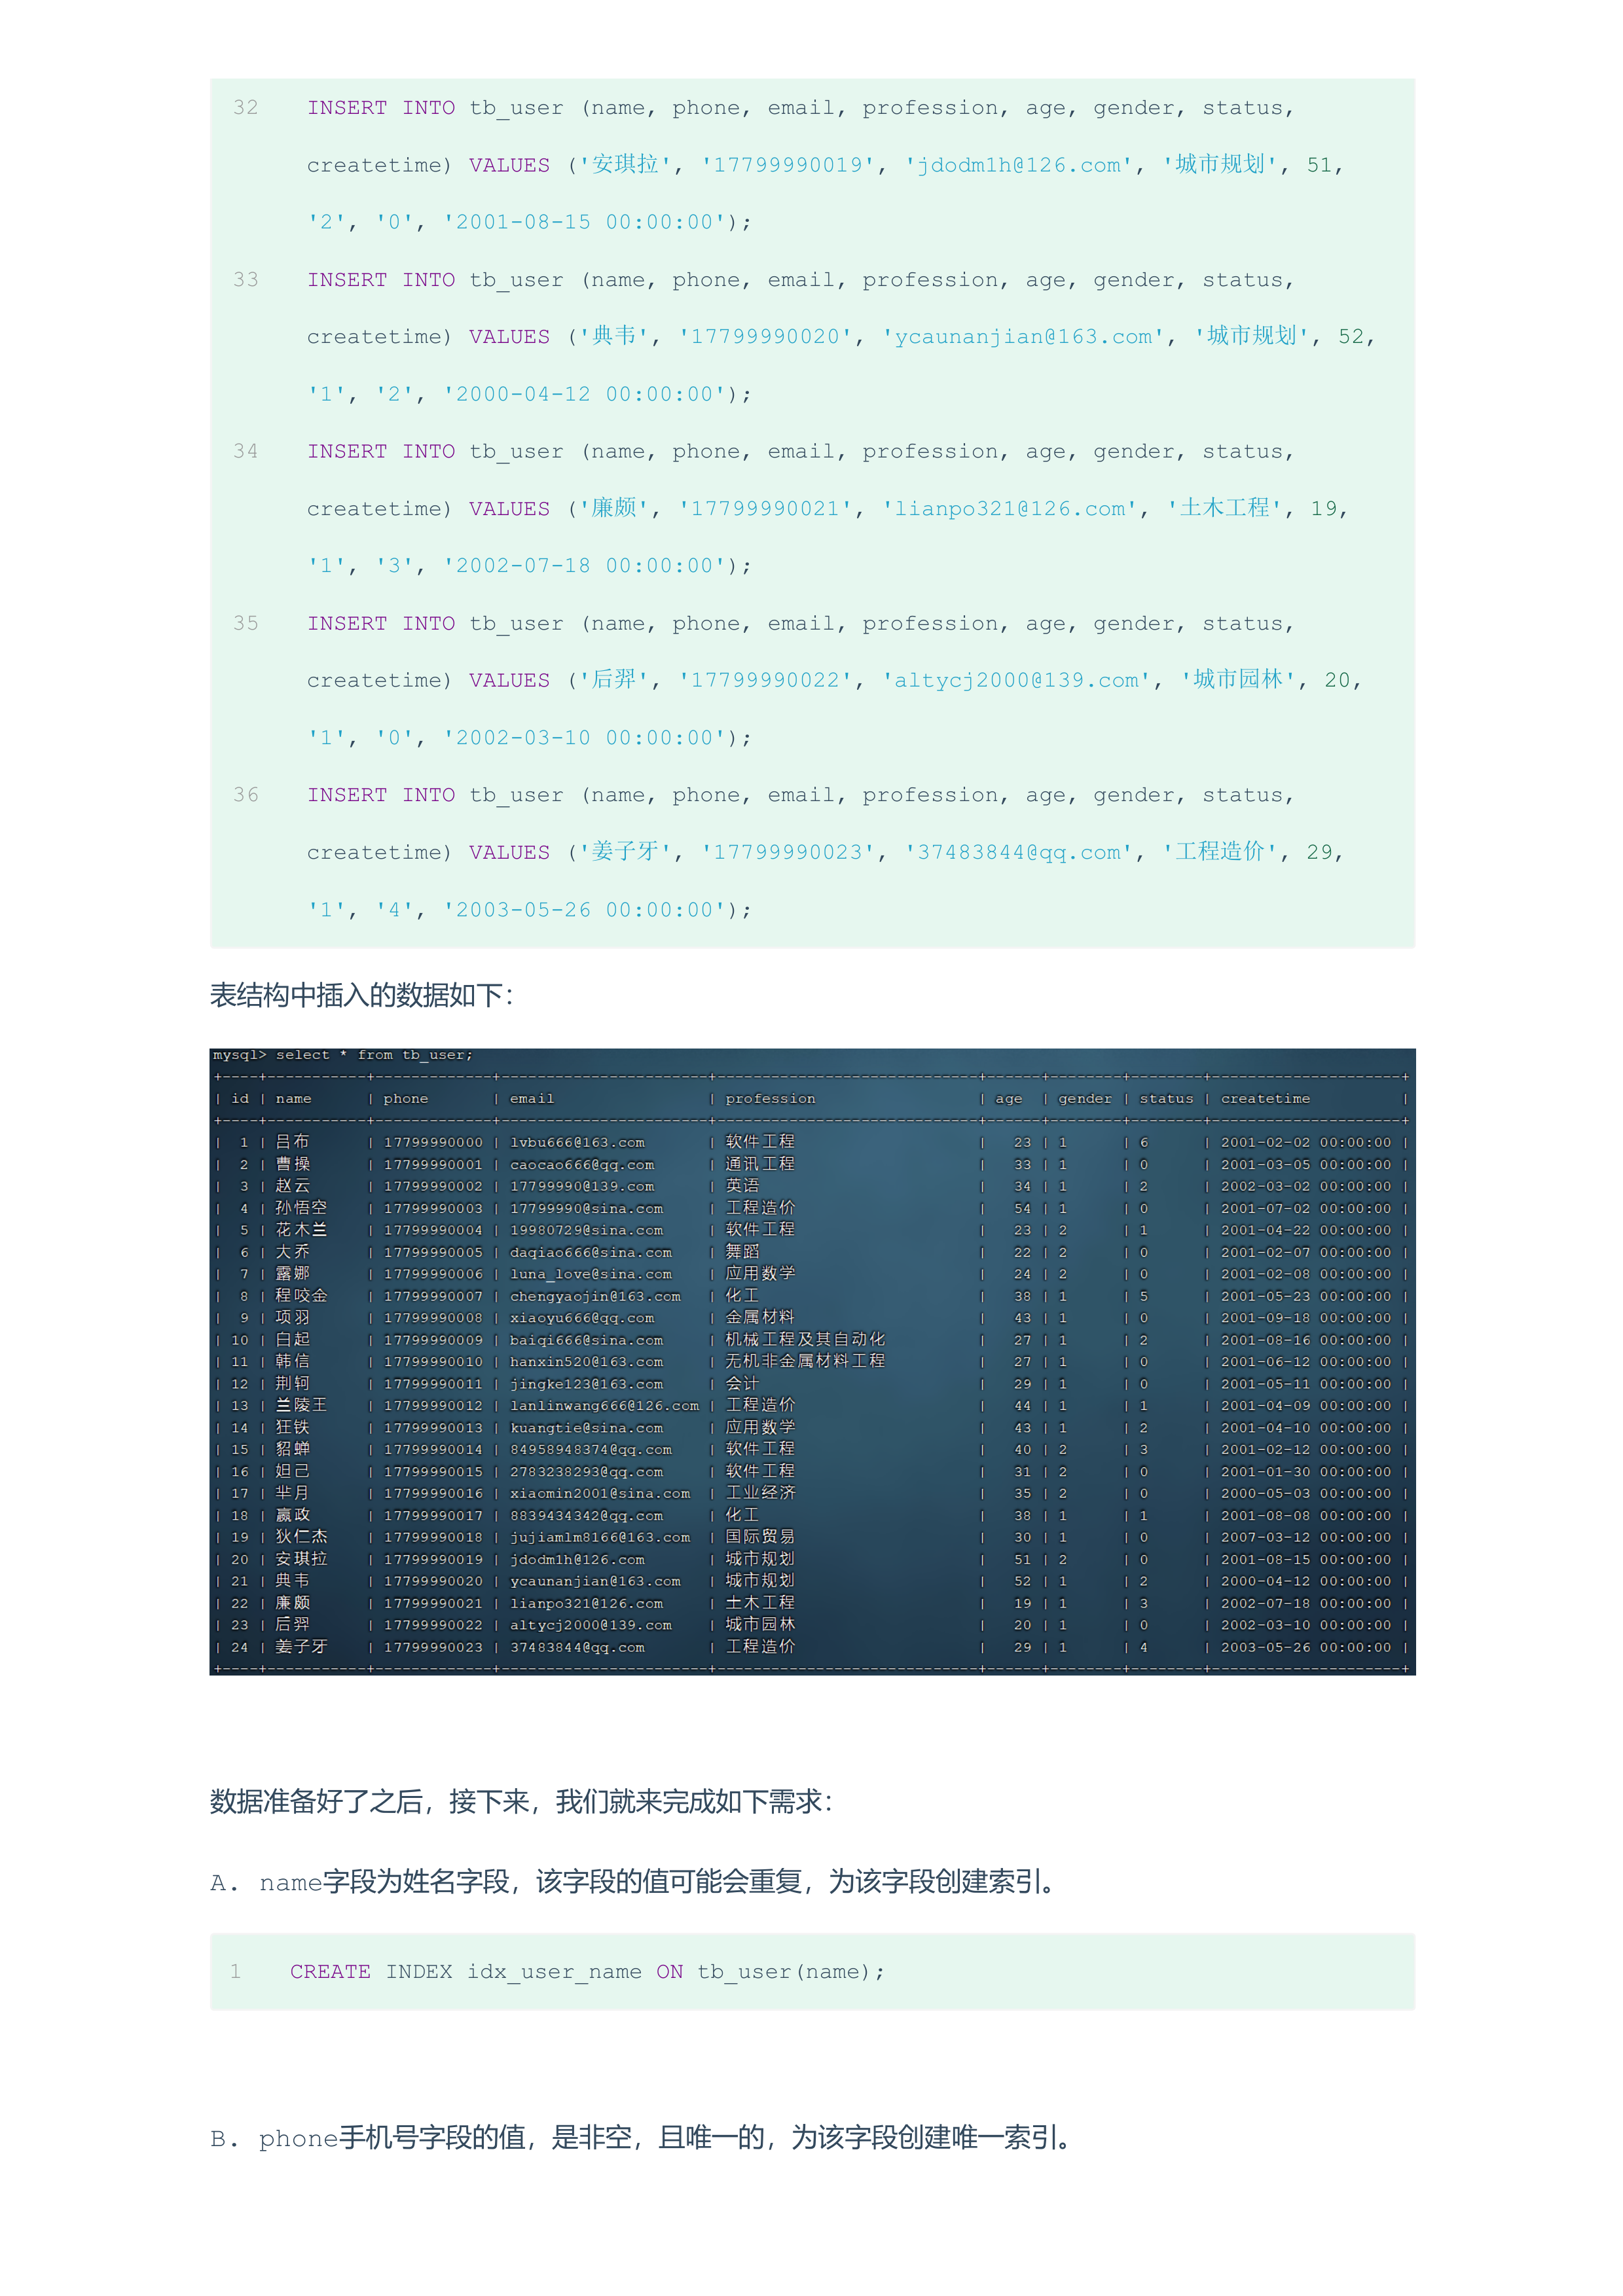 32 INSERT INTO tb_user (name, phone, email, profession, age, gender, status,
createtime) VALUES ('安琪拉', '17799990019', 'jdodm1h@126.com', '城市规划', 51,
'2', '0', '2001-08-15 00:00:00');
33 INSERT INTO tb_user (name, phone, email, profession, age, gender, status,
createtime) VALUES ('典韦', '17799990020', 'ycaunanjian@163.com', '城市规划', 52,
'1', '2', '2000-04-12 00:00:00');
34 INSERT INTO tb_user (name, phone, email, profession, age, gender, status,
createtime) VALUES ('廉颇', '17799990021', 'lianpo321@126.com', '土木工程', 19,
'1', '3', '2002-07-18 00:00:00');
35 INSERT INTO tb_user (name, phone, email, profession, age, gender, status,
createtime) VALUES ('后羿', '17799990022', 'altycj2000@139.com', '城市园林', 20,
'1', '0', '2002-03-10 00:00:00');
36 INSERT INTO tb_user (name, phone, email, profession, age, gender, status,
createtime) VALUES ('姜子牙', '17799990023', '37483844@qq.com', '工程造价', 29,
'1', '4', '2003-05-26 00:00:00');
表结构中插入的数据如下：
mysql> select * from tb_user;
+----+-----------+-------------+-----------------------+-----------------------------+------+--------+--------+---------------------+
| id | name | phone | email | profession | age | gender | status | createtime |
+----+-----------+-------------+-----------------------+-----------------------------+------+--------+--------+---------------------+
| 1 | 吕布 | 17799990000 | lvbu666@163.com | 软件工程 | 23 | 1 | 6 | 2001-02-02 00:00:00 |
| 2 | 曹操 | 17799990001 | caocao666@qq.com | 通讯工程 | 33 | 1 | 0 | 2001-03-05 00:00:00 |
| 3 | 赵云 | 17799990002 | 17799990@139.com | 英语 | 34 | 1 | 2 | 2002-03-02 00:00:00 |
| 4 | 孙悟空 | 17799990003 | 17799990@sina.com | 工程造价 | 54 | 1 | 0 | 2001-07-02 00:00:00 |
| 5 | 花木兰 | 17799990004 | 19980729@sina.com | 软件工程 | 23 | 2 | 1 | 2001-04-22 00:00:00 |
| 6 | 大乔 | 17799990005 | daqiao666@sina.com | 舞蹈 | 22 | 2 | 0 | 2001-02-07 00:00:00 |
| 7 | 露娜 | 17799990006 | luna_love@sina.com | 应用数学 | 24 | 2 | 0 | 2001-02-08 00:00:00 |
| 8 | 程咬金 | 17799990007 | chengyaojin@163.com | 化工 | 38 | 1 | 5 | 2001-05-23 00:00:00 |
| 9 | 项羽 | 17799990008 | xiaoyu666@qq.com | 金属材料 | 43 | 1 | 0 | 2001-09-18 00:00:00 |
| 10 | 白起 | 17799990009 | baiqi666@sina.com | 机械工程及其自动化 | 27 | 1 | 2 | 2001-08-16 00:00:00 |
| 11 | 韩信 | 17799990010 | hanxin520@163.com | 无机非金属材料工程 | 27 | 1 | 0 | 2001-06-12 00:00:00 |
| 12 | 荆轲 | 17799990011 | jingke123@163.com | 会计 | 29 | 1 | 0 | 2001-05-11 00:00:00 |
| 13 | 兰陵王 | 17799990012 | lanlinwang666@126.com | 工程造价 | 44 | 1 | 1 | 2001-04-09 00:00:00 |
| 14 | 狂铁 | 17799990013 | kuangtie@sina.com | 应用数学 | 43 | 1 | 2 | 2001-04-10 00:00:00 |
| 15 | 貂蝉 | 17799990014 | 84958948374@qq.com | 软件工程 | 40 | 2 | 3 | 2001-02-12 00:00:00 |
| 16 | 妲己 | 17799990015 | 2783238293@qq.com | 软件工程 | 31 | 2 | 0 | 2001-01-30 00:00:00 |
| 17 | 芈月 | 17799990016 | xiaomin2001@sina.com | 工业经济 | 35 | 2 | 0 | 2000-05-03 00:00:00 |
| 18 | 嬴政 | 17799990017 | 8839434342@qq.com | 化工 | 38 | 1 | 1 | 2001-08-08 00:00:00 |
| 19 | 狄仁杰 | 17799990018 | jujiamlm8166@163.com | 国际贸易 | 30 | 1 | 0 | 2007-03-12 00:00:00 |
| 20 | 安琪拉 | 17799990019 | jdodm1h@126.com | 城市规划 | 51 | 2 | 0 | 2001-08-15 00:00:00 |
| 21 | 典韦 | 17799990020 | ycaunanjian@163.com | 城市规划 | 52 | 1 | 2 | 2000-04-12 00:00:00 |
| 22 | 廉颇 | 17799990021 | lianpo321@126.com | 土木工程 | 19 | 1 | 3 | 2002-07-18 00:00:00 |
| 23 | 后羿 | 17799990022 | altycj2000@139.com | 城市园林 | 20 | 1 | 0 | 2002-03-10 00:00:00 |
| 24 | 姜子牙 | 17799990023 | 37483844@qq.com | 工程造价 | 29 | 1 | 4 | 2003-05-26 00:00:00 |
+----+-----------+-------------+-----------------------+-----------------------------+------+--------+--------+---------------------+
数据准备好了之后，接下来，我们就来完成如下需求：
A. name字段为姓名字段，该字段的值可能会重复，为该字段创建索引。
1 CREATE INDEX idx_user_name ON tb_user(name);
B. phone手机号字段的值，是非空，且唯一的，为该字段创建唯一索引。